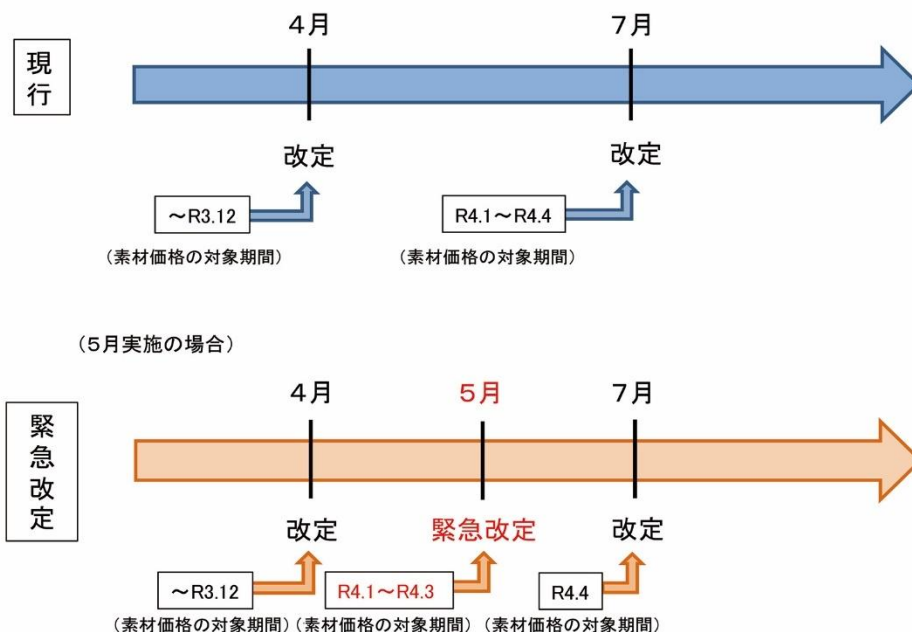 4月 7月
現行
改定 改定
～R3.12 R4.1～R4.4
（素材価格の対象期間） （素材価格の対象期間）
（5月実施の場合）
4月 5月 7月
緊急改定
改定 緊急改定 改定
～R3.12 R4.1～R4.3 R4.4
（素材価格の対象期間）（素材価格の対象期間）（素材価格の対象期間）